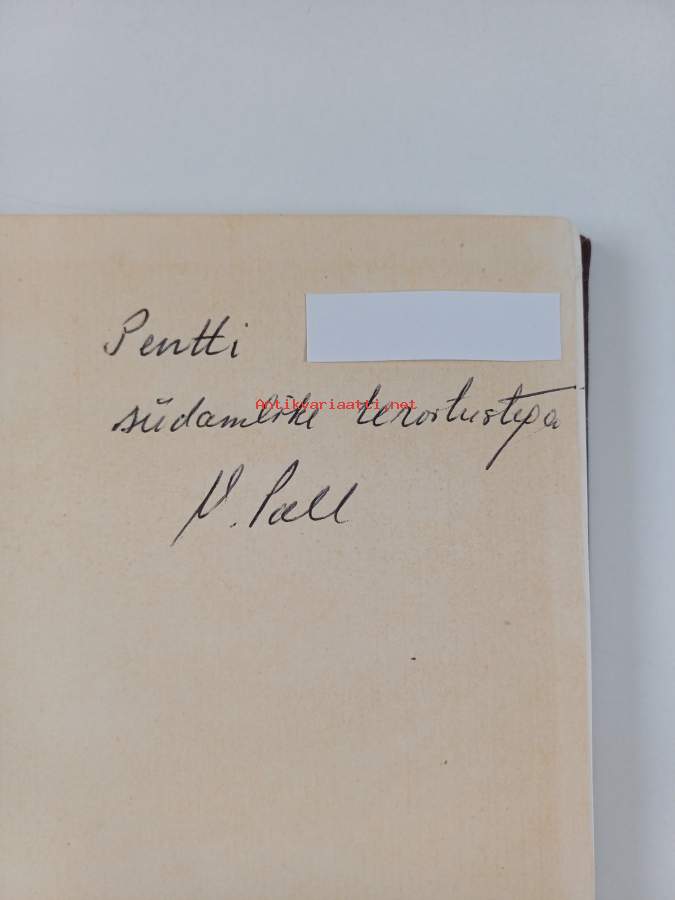 Pentti
südamlike tervitustega
V. Pall
Antikvariaatti.net